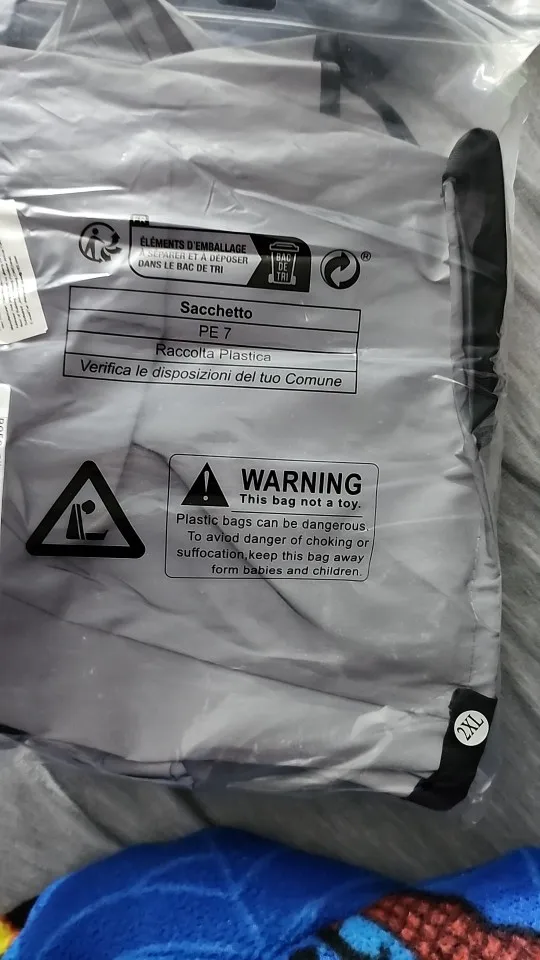 FR
ÉLÉMENTS D'EMBALLAGE
À SÉPARER ET À DÉPOSER
DANS LE BAC DE TRI
BAC
DE
TRI
®
Sacchetto
PE 7
Raccolta Plastica
Verifica le disposizioni del tuo Comune
WARNING
This bag not a toy.
Plastic bags can be dangerous.
To aviod danger of choking or
suffocation,keep this bag away
form babies and children.
2XL